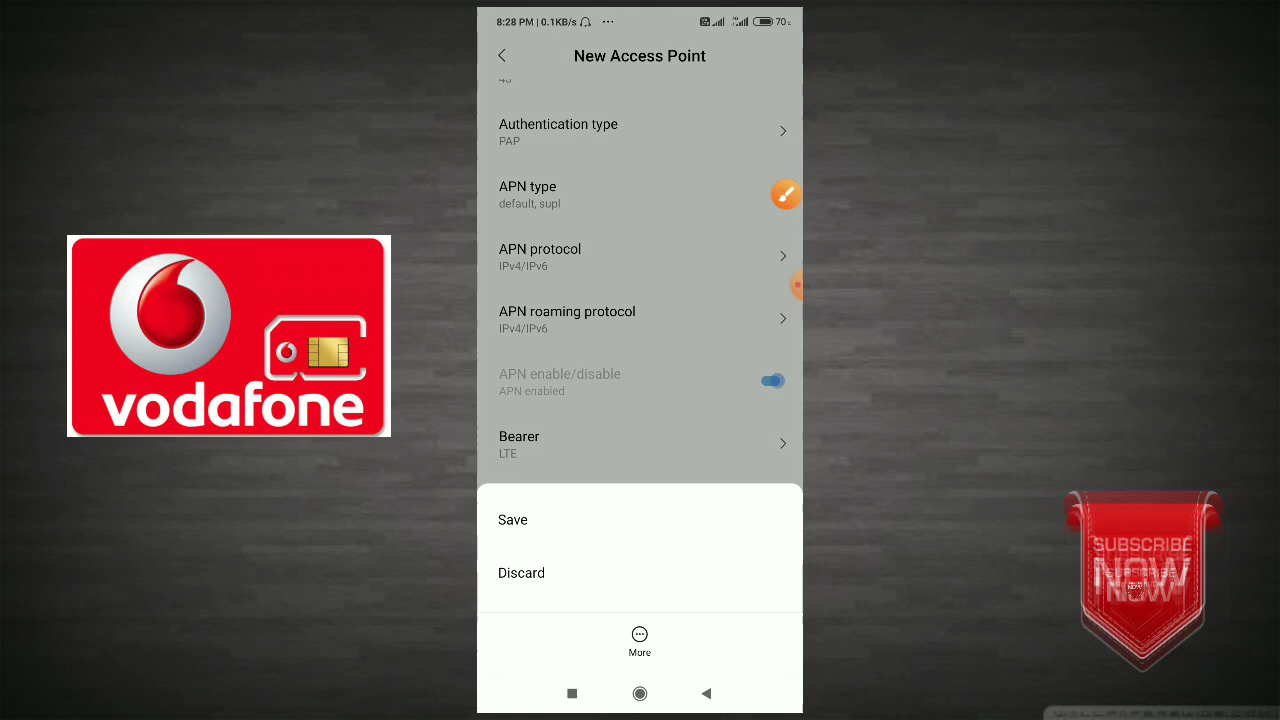 8:28 PM | 0.1KB/s ... 70%
New Access Point
Authentication type
PAP
APN type
default, supl
APN protocol
IPv4/IPv6
APN roaming protocol
IPv4/IPv6
APN enable/disable
APN enabled
Bearer
LTE
Save
Discard
More
vodafone
SUBSCRIBE
NOW
SUBSCRIBE
NOW